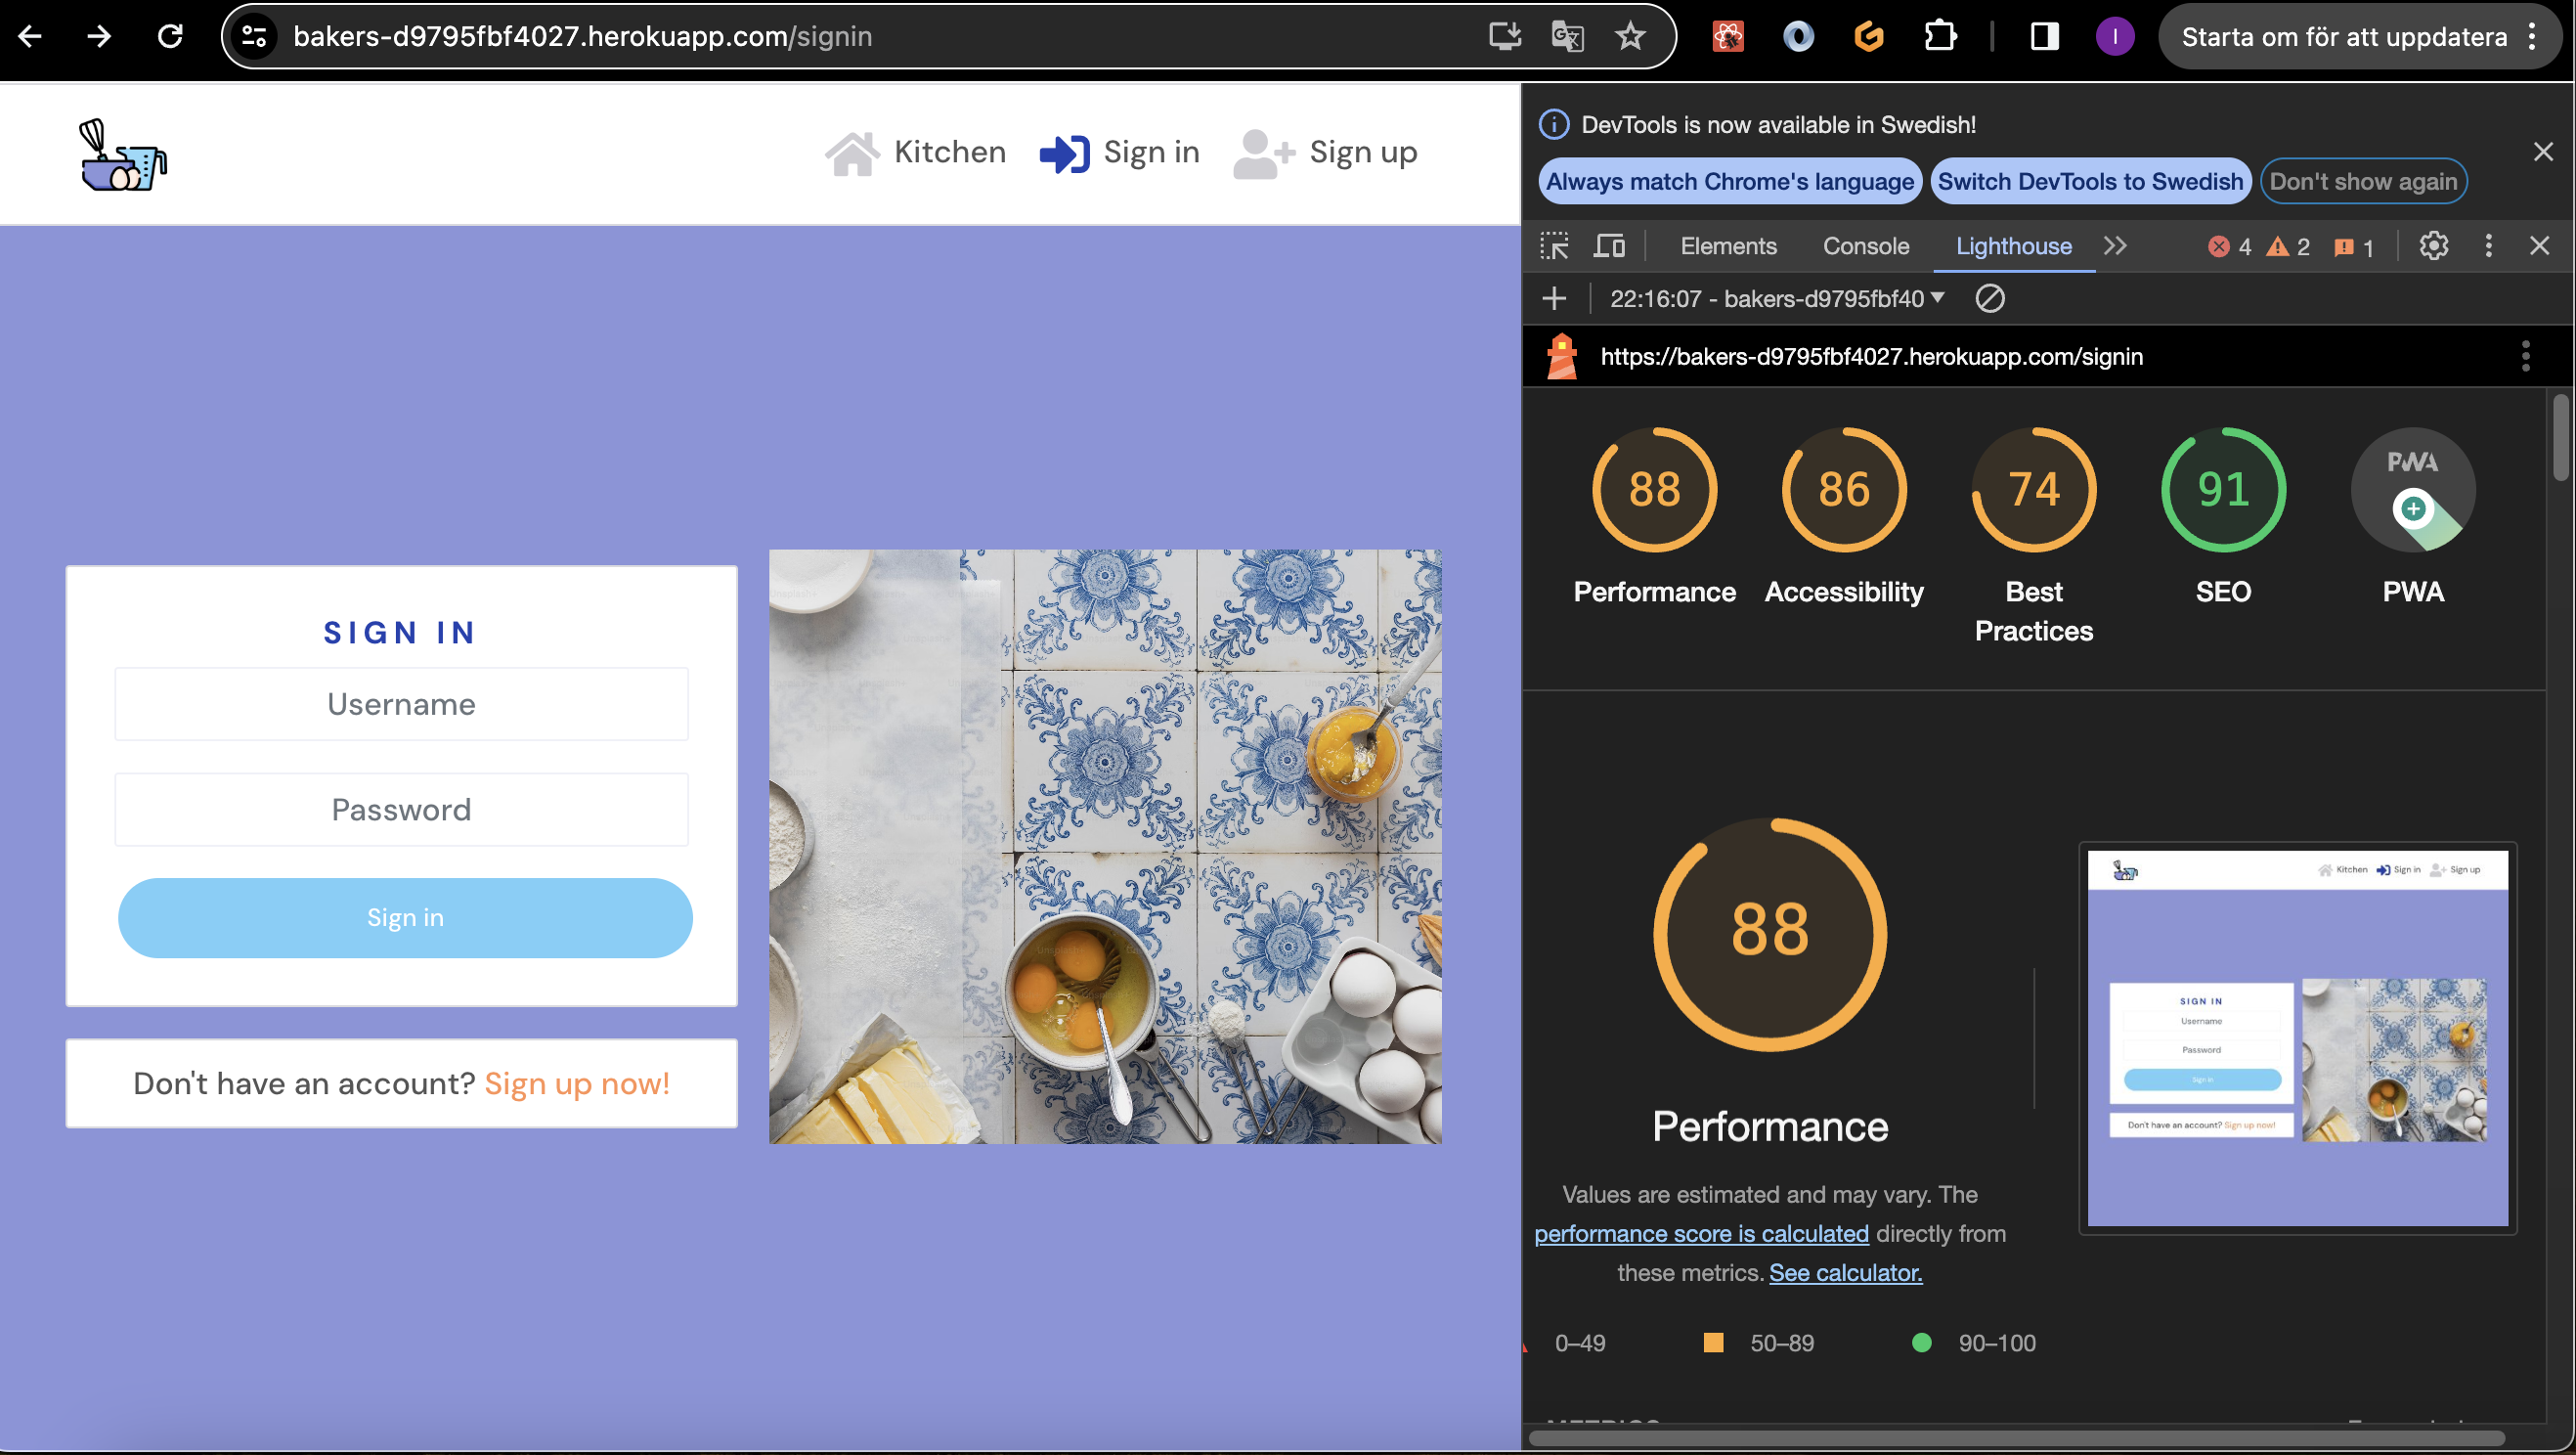 bakers-d9795fbf4027.herokuapp.com/signin
I
Starta om för att uppdatera
Kitchen
Sign in
Sign up
SIGN IN
Username
Password
Sign in
Don't have an account? Sign up now!
DevTools is now available in Swedish!
Always match Chrome's language
Switch DevTools to Swedish
Don't show again
Elements
Console
Lighthouse
4
2
1
22:16:07 - bakers-d9795fbf40
https://bakers-d9795fbf4027.herokuapp.com/signin
88
86
74
91
PWA
Performance
Accessibility
Best
Practices
SEO
PWA
88
Performance
Values are estimated and may vary. The
performance score is calculated directly from
these metrics. See calculator.
0–49
50–89
90–100
Kitchen
Sign in
Sign up
SIGN IN
Username
Password
Sign in
Don't have an account? Sign up now!